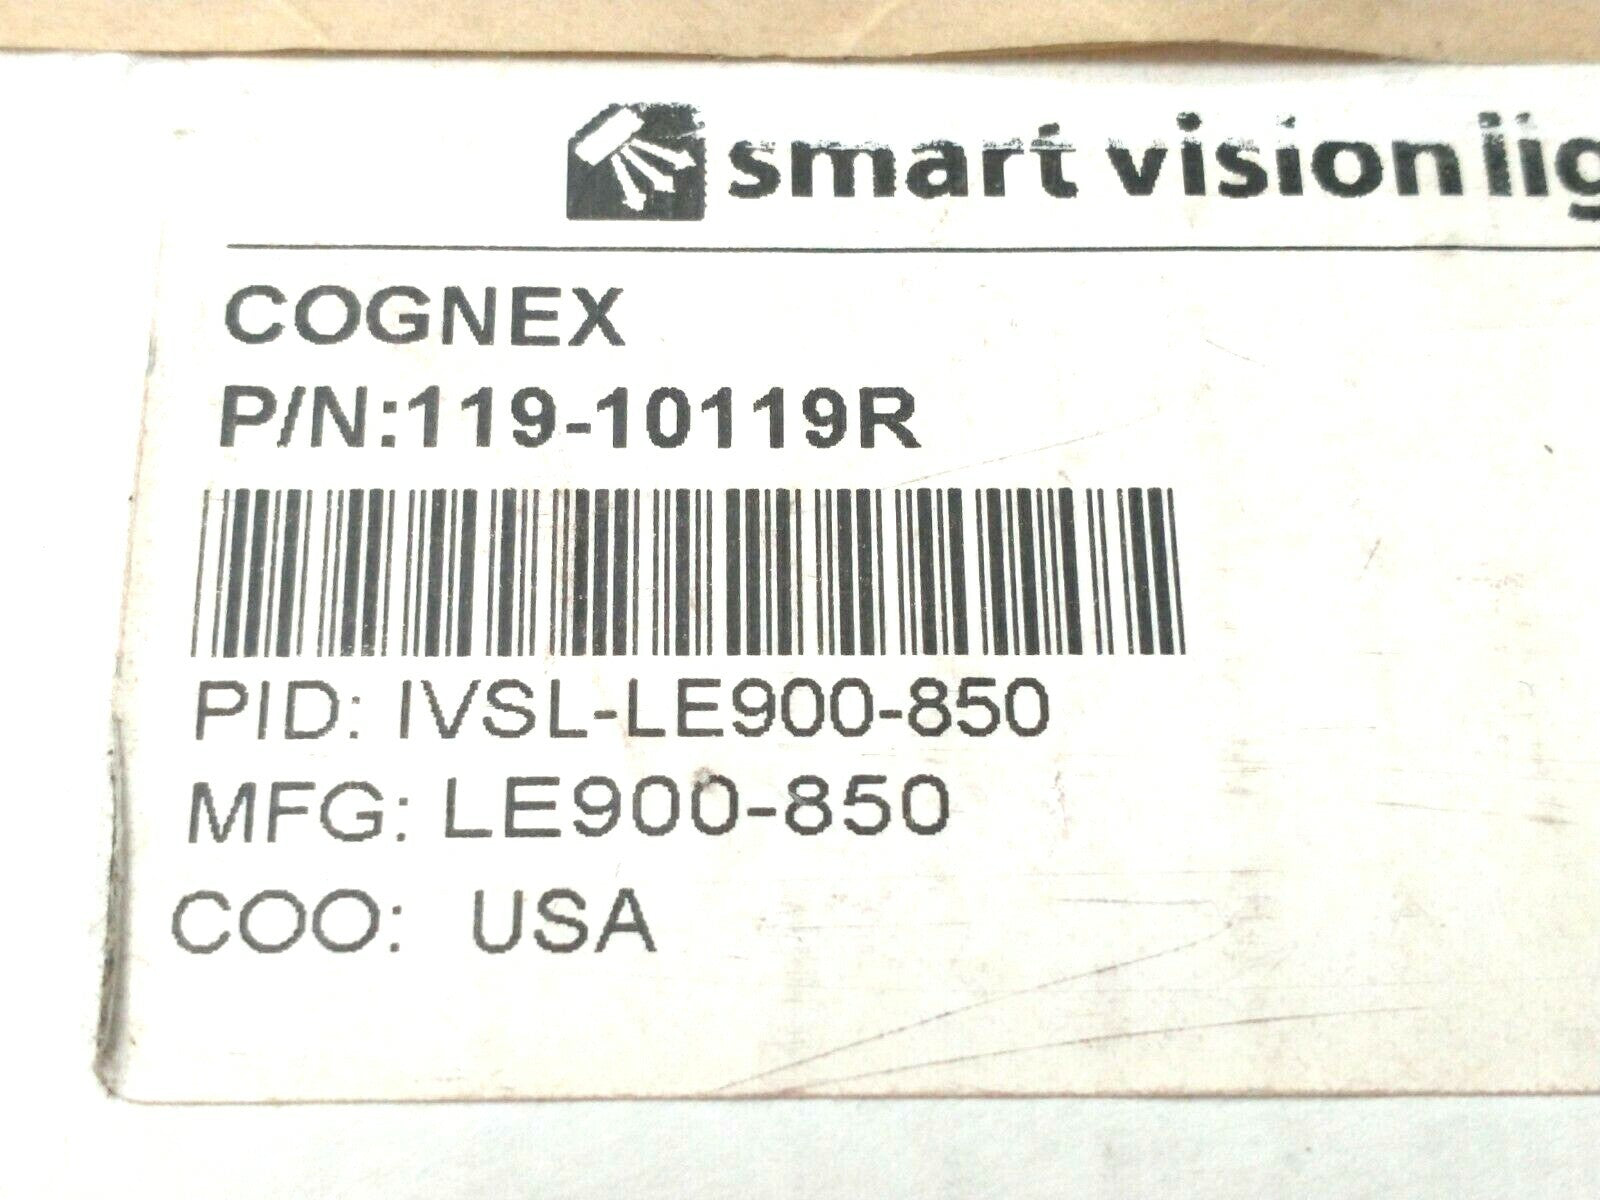 smart vision lig
COGNEX
P/N:119-10119R
PID: IVSL-LE900-850
MFG: LE900-850
COO: USA